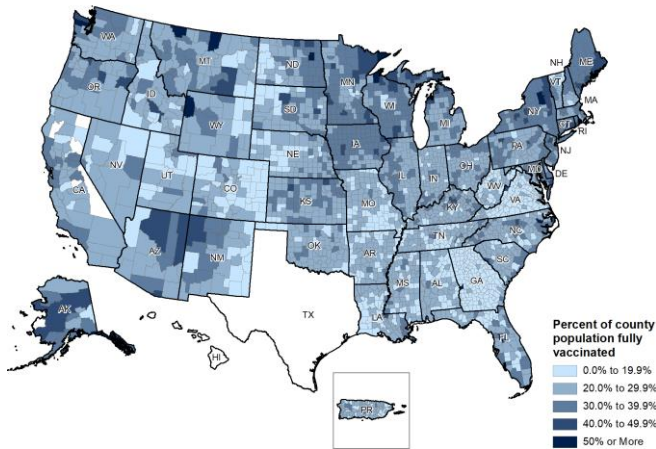 WA
OR
CA
NV
ID
MT
WY
UT
CO
AZ
NM
ND
SD
NE
KS
OK
TX
MN
IA
MO
AR
LA
WI
IL
MI
IN
OH
KY
TN
MS
AL
GA
FL
SC
NC
VA
WV
PA
NY
NH
VT
ME
MA
RI
CT
NJ
DE
MD
AK
HI
PR
Percent of county
population fully
vaccinated
0.0% to 19.9%
20.0% to 29.9%
30.0% to 39.9%
40.0% to 49.9%
50% or More